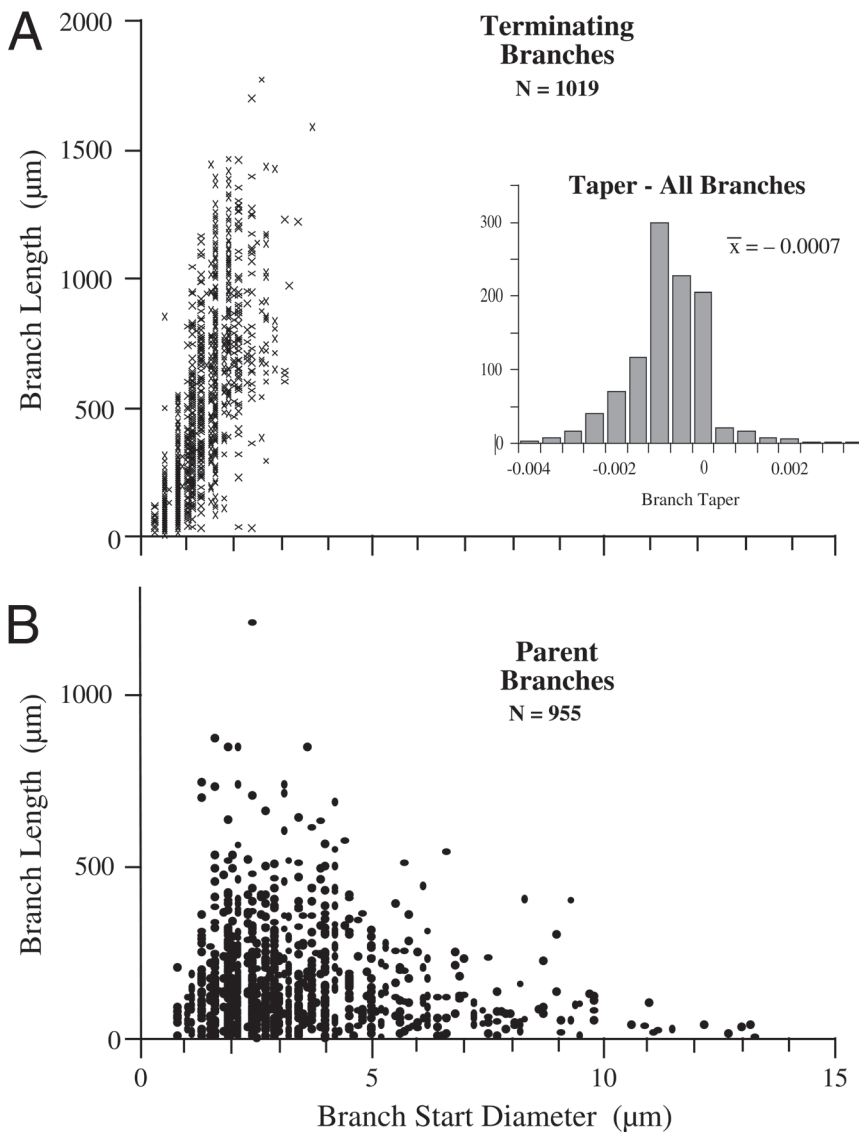 A
Terminating
Branches
N = 1019
2000
1500
1000
500
0
Branch Length (μm)
Taper - All Branches
x̄ = – 0.0007
300
200
100
0
-0.004
-0.002
0
0.002
Branch Taper
B
Parent
Branches
N = 955
1000
500
0
Branch Length (μm)
0
5
10
15
Branch Start Diameter (μm)